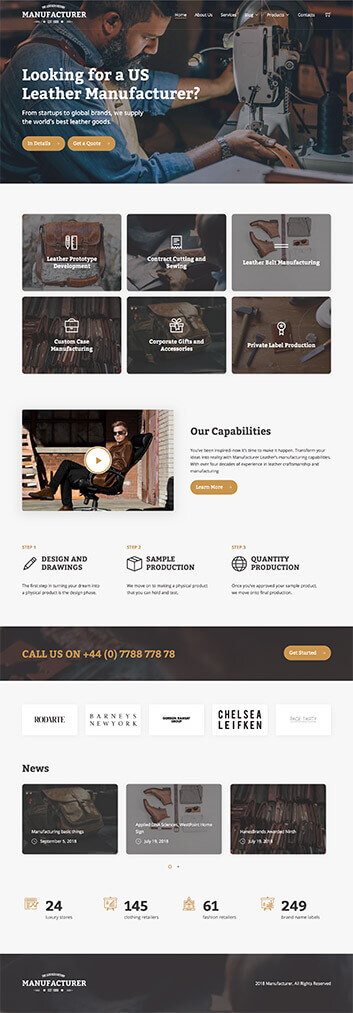 MANUFACTURER
Home About Us Services Blog Products Contacts
Looking for a US
Leather Manufacturer?
From startups to global brands, we supply
the world's best leather goods.
In Details
Get a Quote
Leather Prototype
Development
Contract Cutting and
Sewing
Leather Belt Manufacturing
Custom Case
Manufacturing
Corporate Gifts and
Accessories
Private Label Production
Our Capabilities
You've been inspired–now it's time to make it happen. Transform your
ideas into reality with Manufacturer Leather's manufacturing capabilities.
With over four decades of experience in leather craftsmanship and
manufacturing
Learn More
STEP 1
DESIGN AND
DRAWINGS
The first step in turning your dream into
a physical product is the design phase.
STEP 2
SAMPLE
PRODUCTION
We move on to making a physical product
that you can hold and test.
STEP 3
QUANTITY
PRODUCTION
Once you've approved your sample product,
we move onto final production.
CALL US ON +44 (0) 7788 778 78
Get Started
RODARTE
BARNEYS
NEWYORK
GORDON RAMSAY
GROUP
CHELSEA
LEIFKEN
News
Manufacturing basic things
September 5, 2018
Applied DNA Sciences, WestPoint Home
Sign
July 19, 2018
HanesBrands Awarded Ninth
July 19, 2018
24
luxury stores
145
clothing retailers
61
fashion retailers
249
brand name labels
MANUFACTURER
2018 Manufacturer. All Rights Reserved